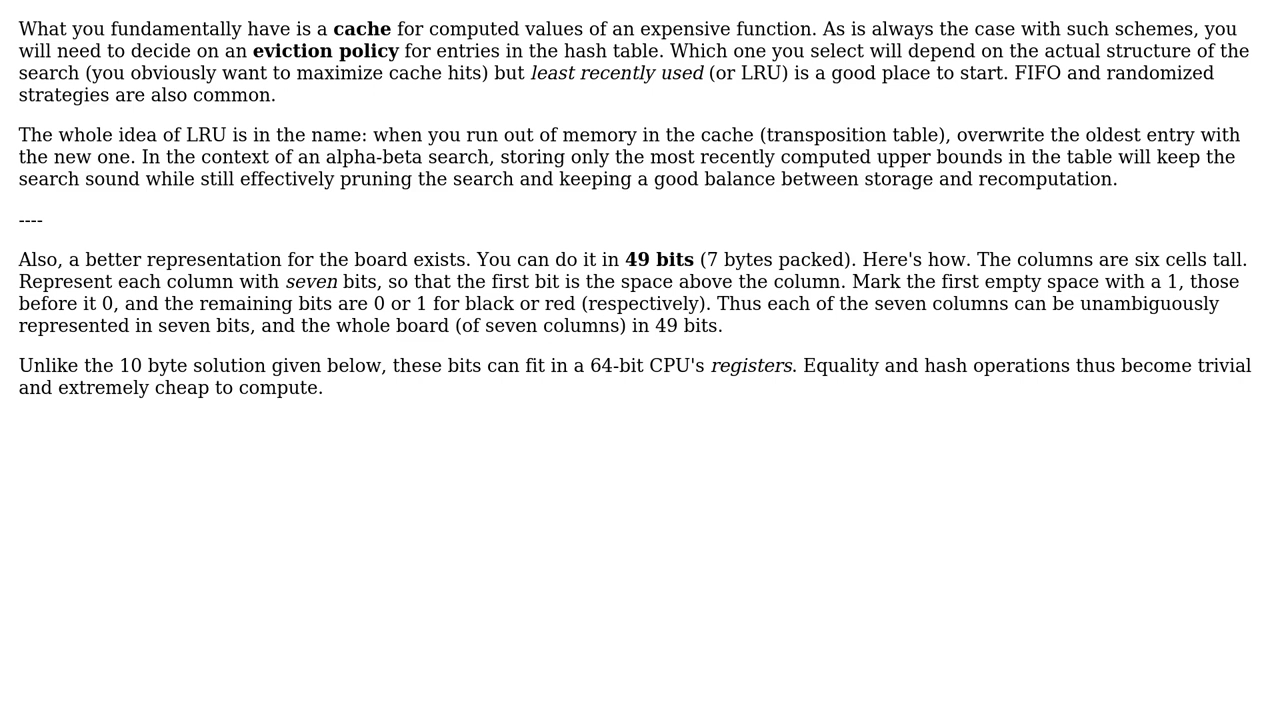 What you fundamentally have is a cache for computed values of an expensive function. As is always the case with such schemes, you
will need to decide on an eviction policy for entries in the hash table. Which one you select will depend on the actual structure of the
search (you obviously want to maximize cache hits) but least recently used (or LRU) is a good place to start. FIFO and randomized
strategies are also common.
The whole idea of LRU is in the name: when you run out of memory in the cache (transposition table), overwrite the oldest entry with
the new one. In the context of an alpha-beta search, storing only the most recently computed upper bounds in the table will keep the
search sound while still effectively pruning the search and keeping a good balance between storage and recomputation.
----
Also, a better representation for the board exists. You can do it in 49 bits (7 bytes packed). Here's how. The columns are six cells tall.
Represent each column with seven bits, so that the first bit is the space above the column. Mark the first empty space with a 1, those
before it 0, and the remaining bits are 0 or 1 for black or red (respectively). Thus each of the seven columns can be unambiguously
represented in seven bits, and the whole board (of seven columns) in 49 bits.
Unlike the 10 byte solution given below, these bits can fit in a 64-bit CPU's registers. Equality and hash operations thus become trivial
and extremely cheap to compute.